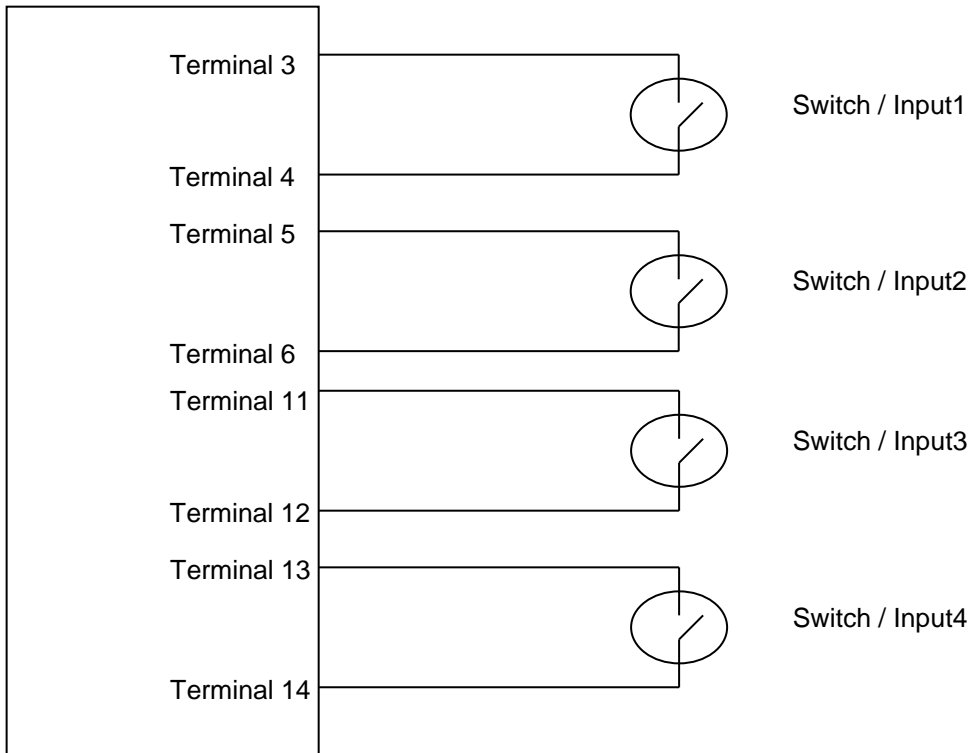 Terminal 3
Switch / Input1
Terminal 4
Terminal 5
Switch / Input2
Terminal 6
Terminal 11
Switch / Input3
Terminal 12
Terminal 13
Switch / Input4
Terminal 14